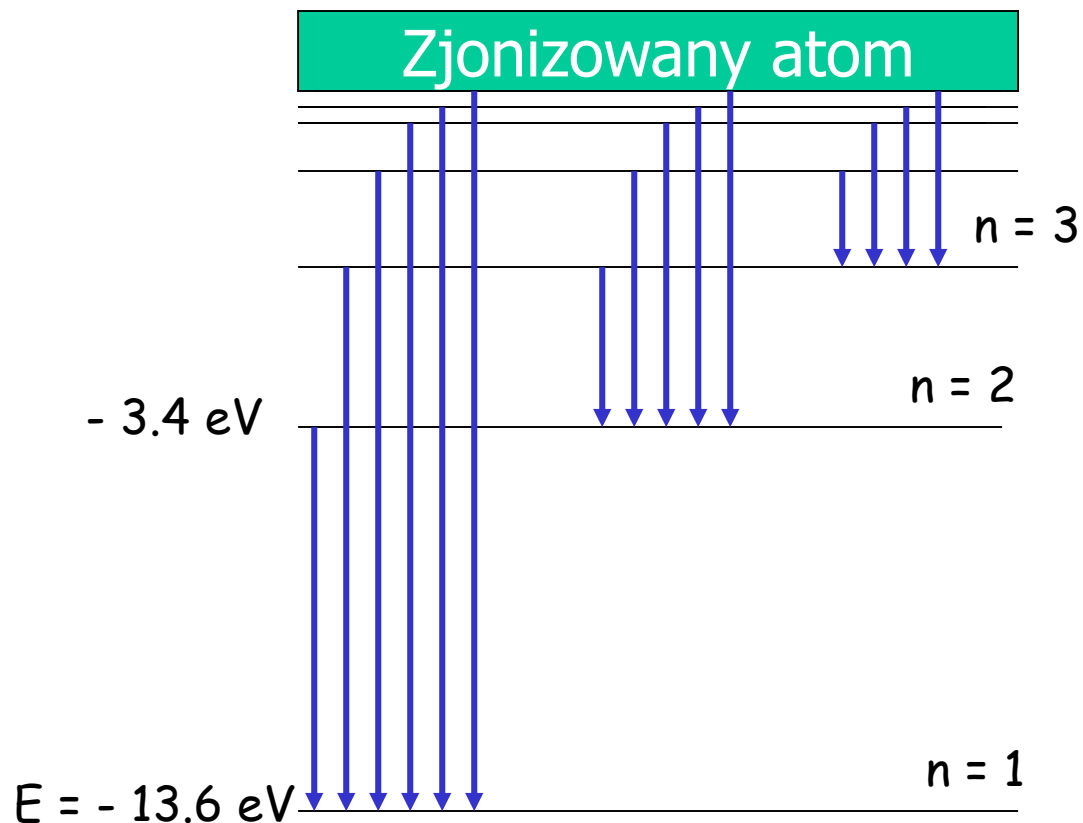 Zjonizowany atom
n = 3
n = 2
- 3.4 eV
n = 1
E = - 13.6 eV